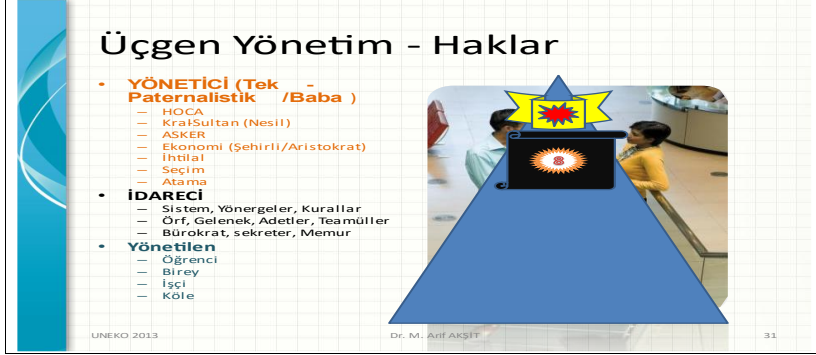 Üçgen Yönetim - Haklar
• YÖNETİCİ (Tek -
Paternalistik /Baba )
– HOCA
– Kral-Sultan (Nesil)
– ASKER
– Ekonomi (Şehirli/Aristokrat)
– İhtilal
– Seçim
– Atama
• İDARECİ
– Sistem, Yönergeler, Kurallar
– Örf, Gelenek, Adetler, Teamüller
– Bürokrat, sekreter, Memur
• Yönetilen
– Öğrenci
– Birey
– İşçi
– Köle
8
UNEKO 2013
Dr. M. Arif AKŞİT
31